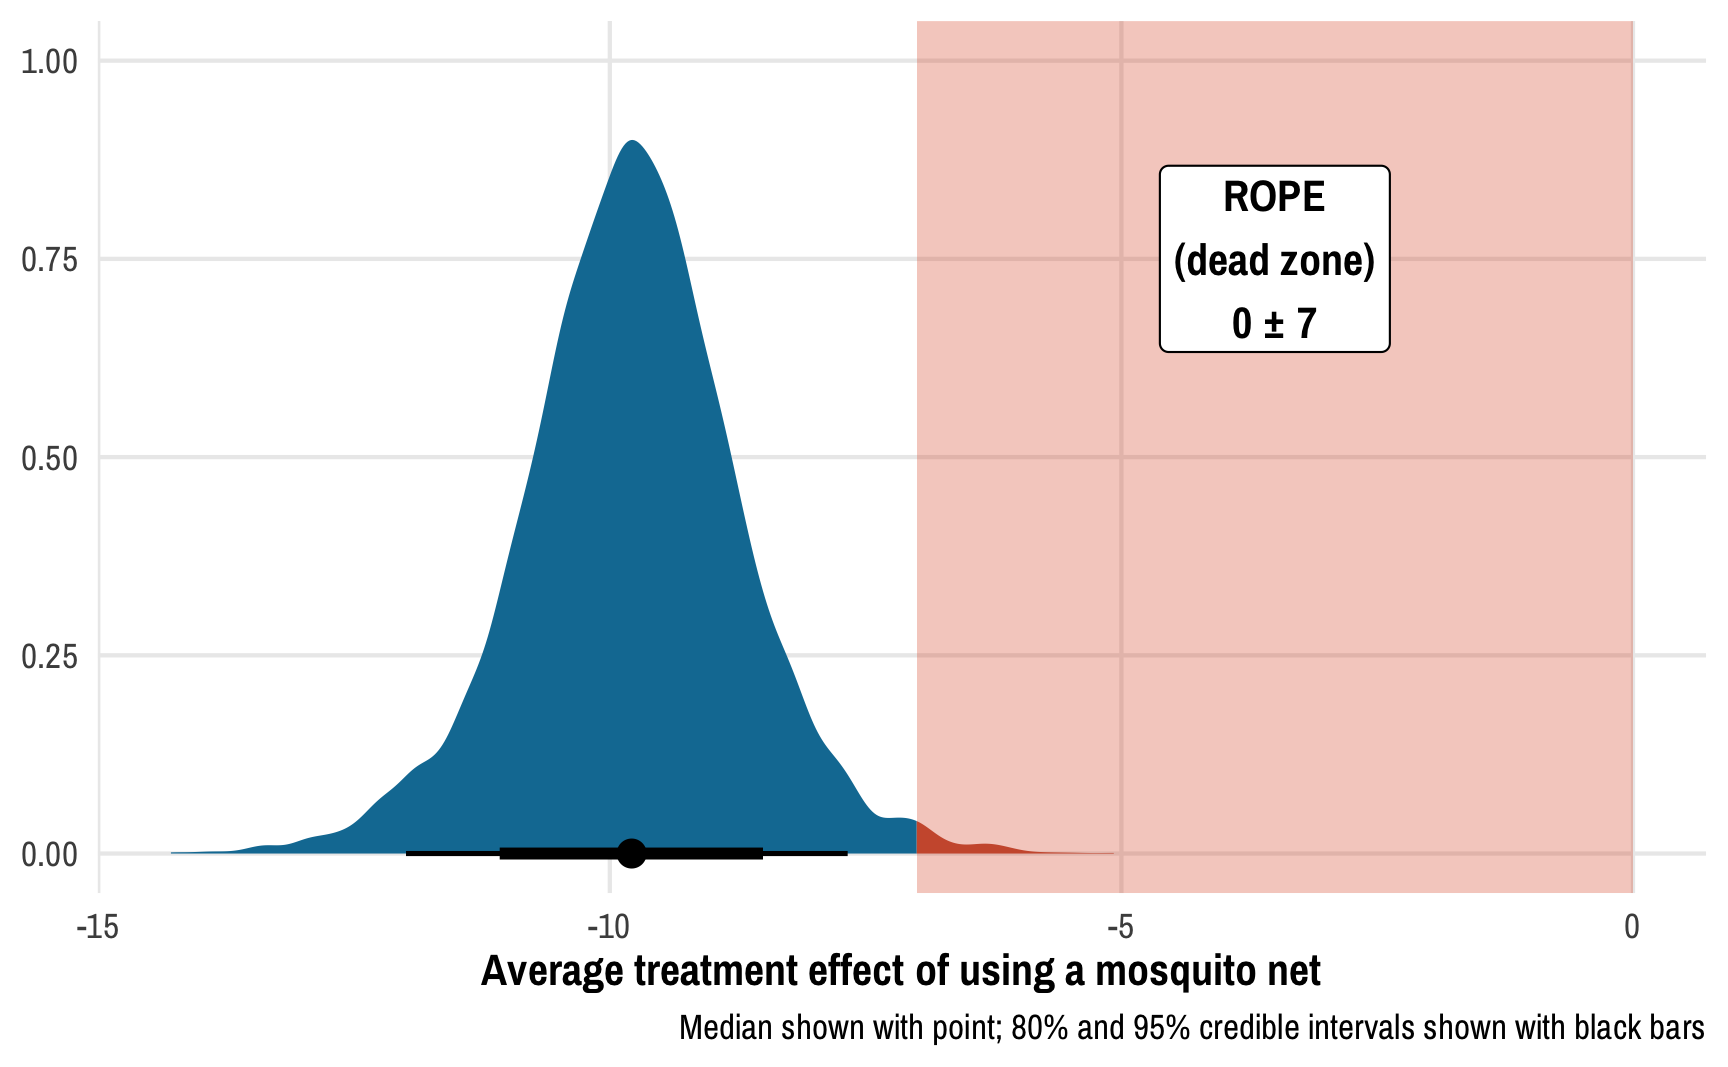 1.00
0.75
0.50
0.25
0.00
ROPE
(dead zone)
0 ± 7
-15
-10
-5
0
Average treatment effect of using a mosquito net
Median shown with point; 80% and 95% credible intervals shown with black bars